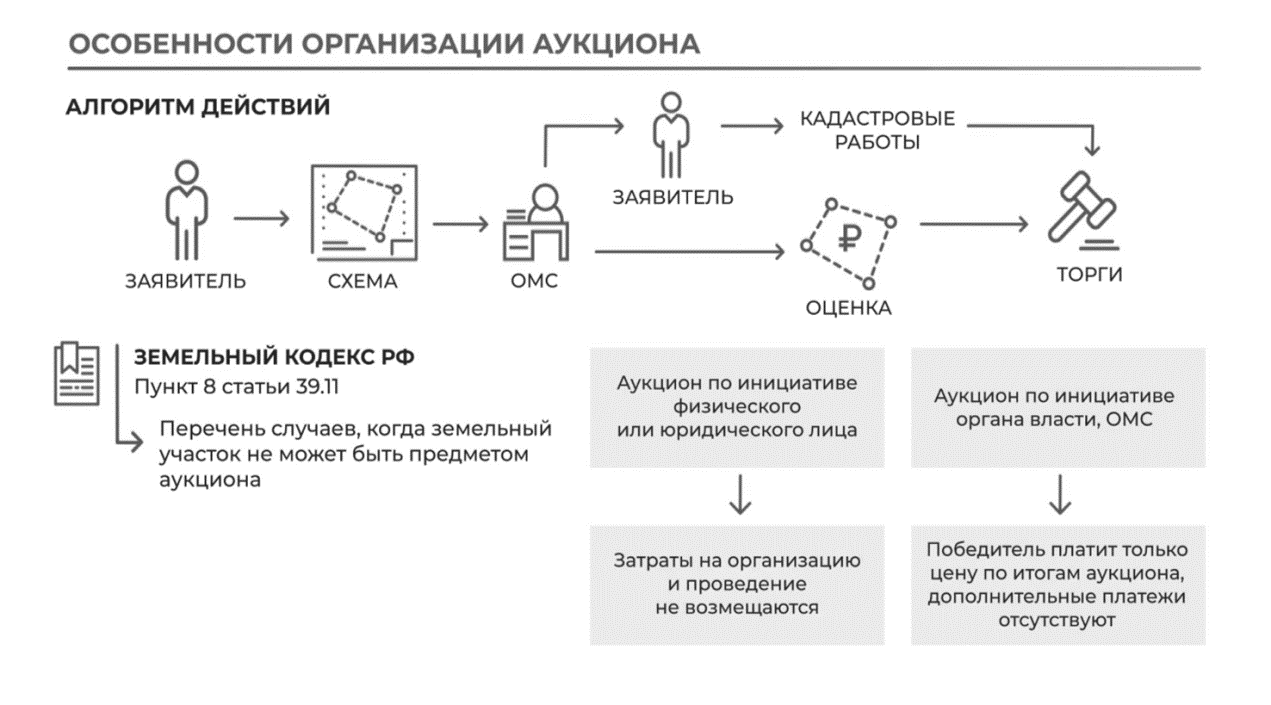 ОСОБЕННОСТИ ОРГАНИЗАЦИИ АУКЦИОНА
АЛГОРИТМ ДЕЙСТВИЙ
ЗАЯВИТЕЛЬ
СХЕМА
ОМС
ЗАЯВИТЕЛЬ
КАДАСТРОВЫЕ
РАБОТЫ
₽
ОЦЕНКА
ТОРГИ
ЗЕМЕЛЬНЫЙ КОДЕКС РФ
Пункт 8 статьи 39.11
Перечень случаев, когда земельный
участок не может быть предметом
аукциона
Аукцион по инициативе
физического
или юридического лица
Затраты на организацию
и проведение
не возмещаются
Аукцион по инициативе
органа власти, ОМС
Победитель платит только
цену по итогам аукциона,
дополнительные платежи
отсутствуют